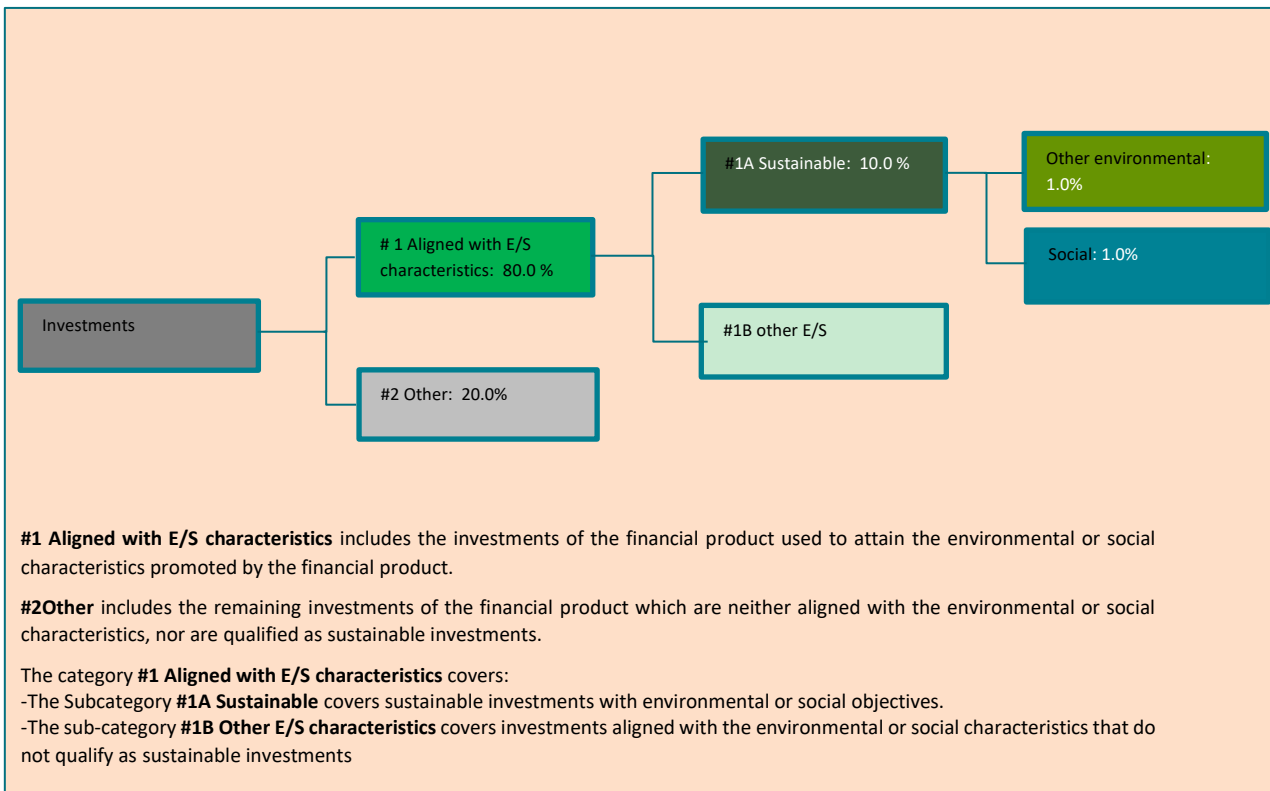 #1A Sustainable: 10.0 %
Other environmental:
1.0%
# 1 Aligned with E/S
characteristics: 80.0 %
Social: 1.0%
Investments
#1B other E/S
#2 Other: 20.0%
#1 Aligned with E/S characteristics includes the investments of the financial product used to attain the environmental or social
characteristics promoted by the financial product.
#2Other includes the remaining investments of the financial product which are neither aligned with the environmental or social
characteristics, nor are qualified as sustainable investments.
The category #1 Aligned with E/S characteristics covers:
-The Subcategory #1A Sustainable covers sustainable investments with environmental or social objectives.
-The sub-category #1B Other E/S characteristics covers investments aligned with the environmental or social characteristics that do
not qualify as sustainable investments